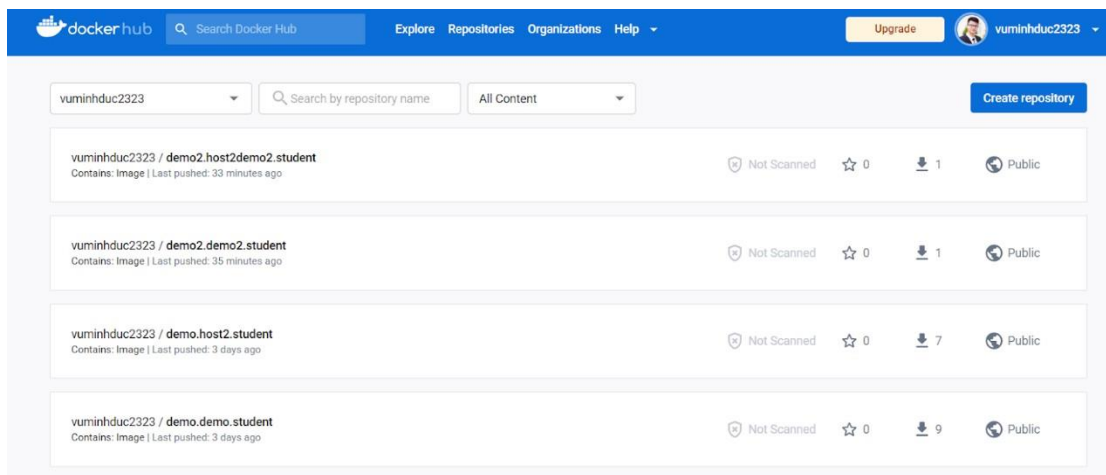 dockerhub Search Docker Hub Explore Repositories Organizations Help Upgrade vuminhduc2323
vuminhduc2323 Search by repository name All Content Create repository
vuminhduc2323 / demo2.host2demo2.student
Contains: Image | Last pushed: 33 minutes ago
Not Scanned 0 1 Public
vuminhduc2323 / demo2.demo2.student
Contains: Image | Last pushed: 35 minutes ago
Not Scanned 0 1 Public
vuminhduc2323 / demo.host2.student
Contains: Image | Last pushed: 3 days ago
Not Scanned 0 7 Public
vuminhduc2323 / demo.demo.student
Contains: Image | Last pushed: 3 days ago
Not Scanned 0 9 Public